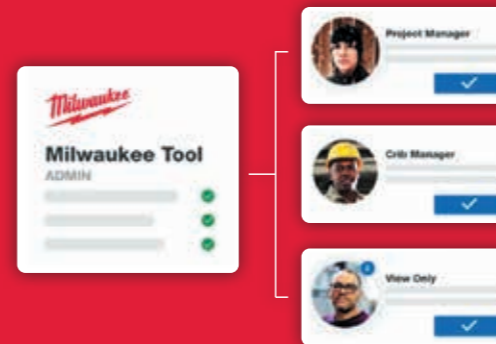 Milwaukee
Milwaukee Tool
ADMIN
Project Manager
Crib Manager
View Only